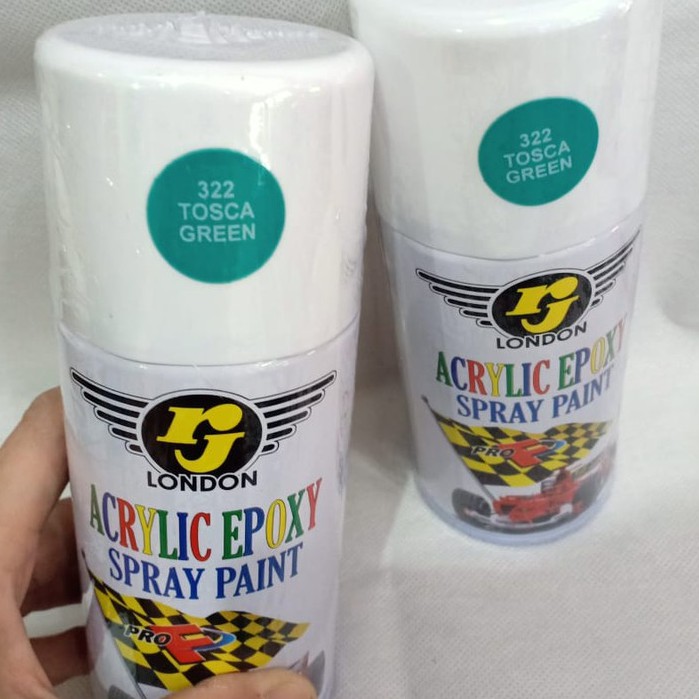 322
TOSCA
GREEN
rj
LONDON
ACRYLIC EPOXY
SPRAY PAINT
PRO
322
TOSCA
GREEN
rj
LONDON
ACRYLIC EPOXY
SPRAY PAINT
PRO